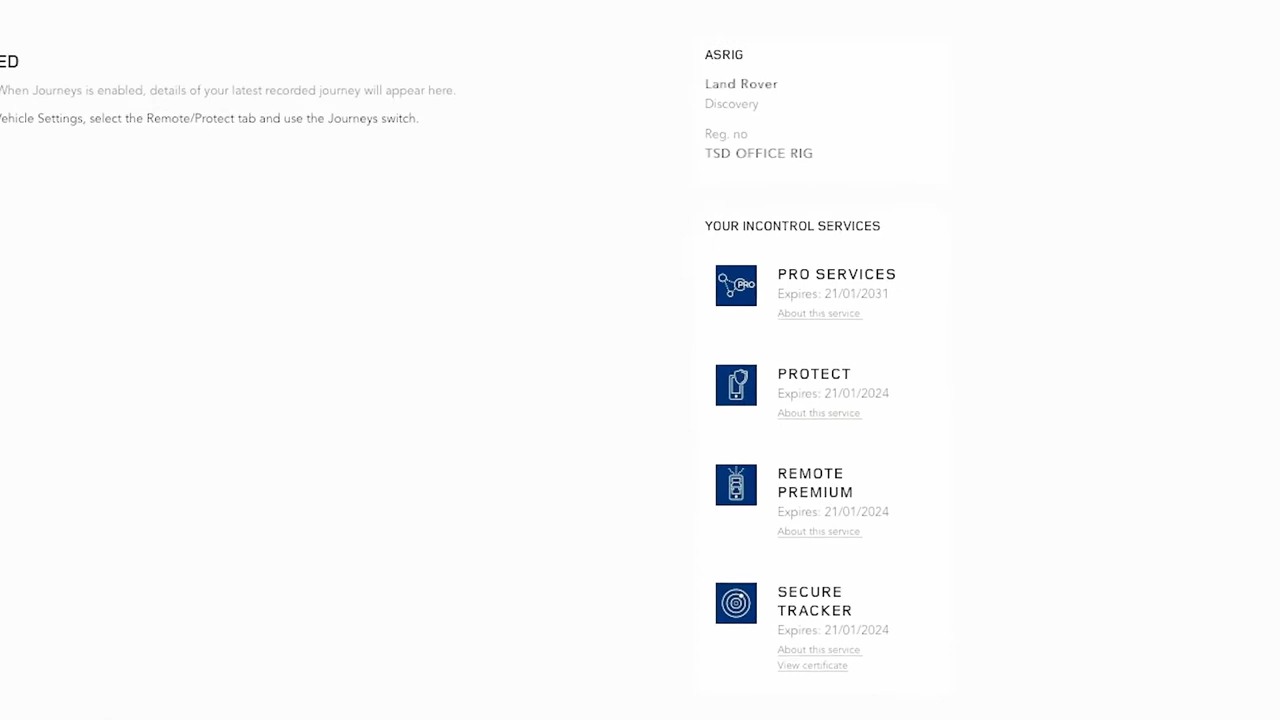 ED
When Journeys is enabled, details of your latest recorded journey will appear here.
Vehicle Settings, select the Remote/Protect tab and use the Journeys switch.
ASRIG
Land Rover
Discovery
Reg. no
TSD OFFICE RIG
YOUR INCONTROL SERVICES
PRO
PRO SERVICES
Expires: 21/01/2031
About this service
PROTECT
Expires: 21/01/2024
About this service
REMOTE
PREMIUM
Expires: 21/01/2024
About this service
SECURE
TRACKER
Expires: 21/01/2024
About this service
View certificate